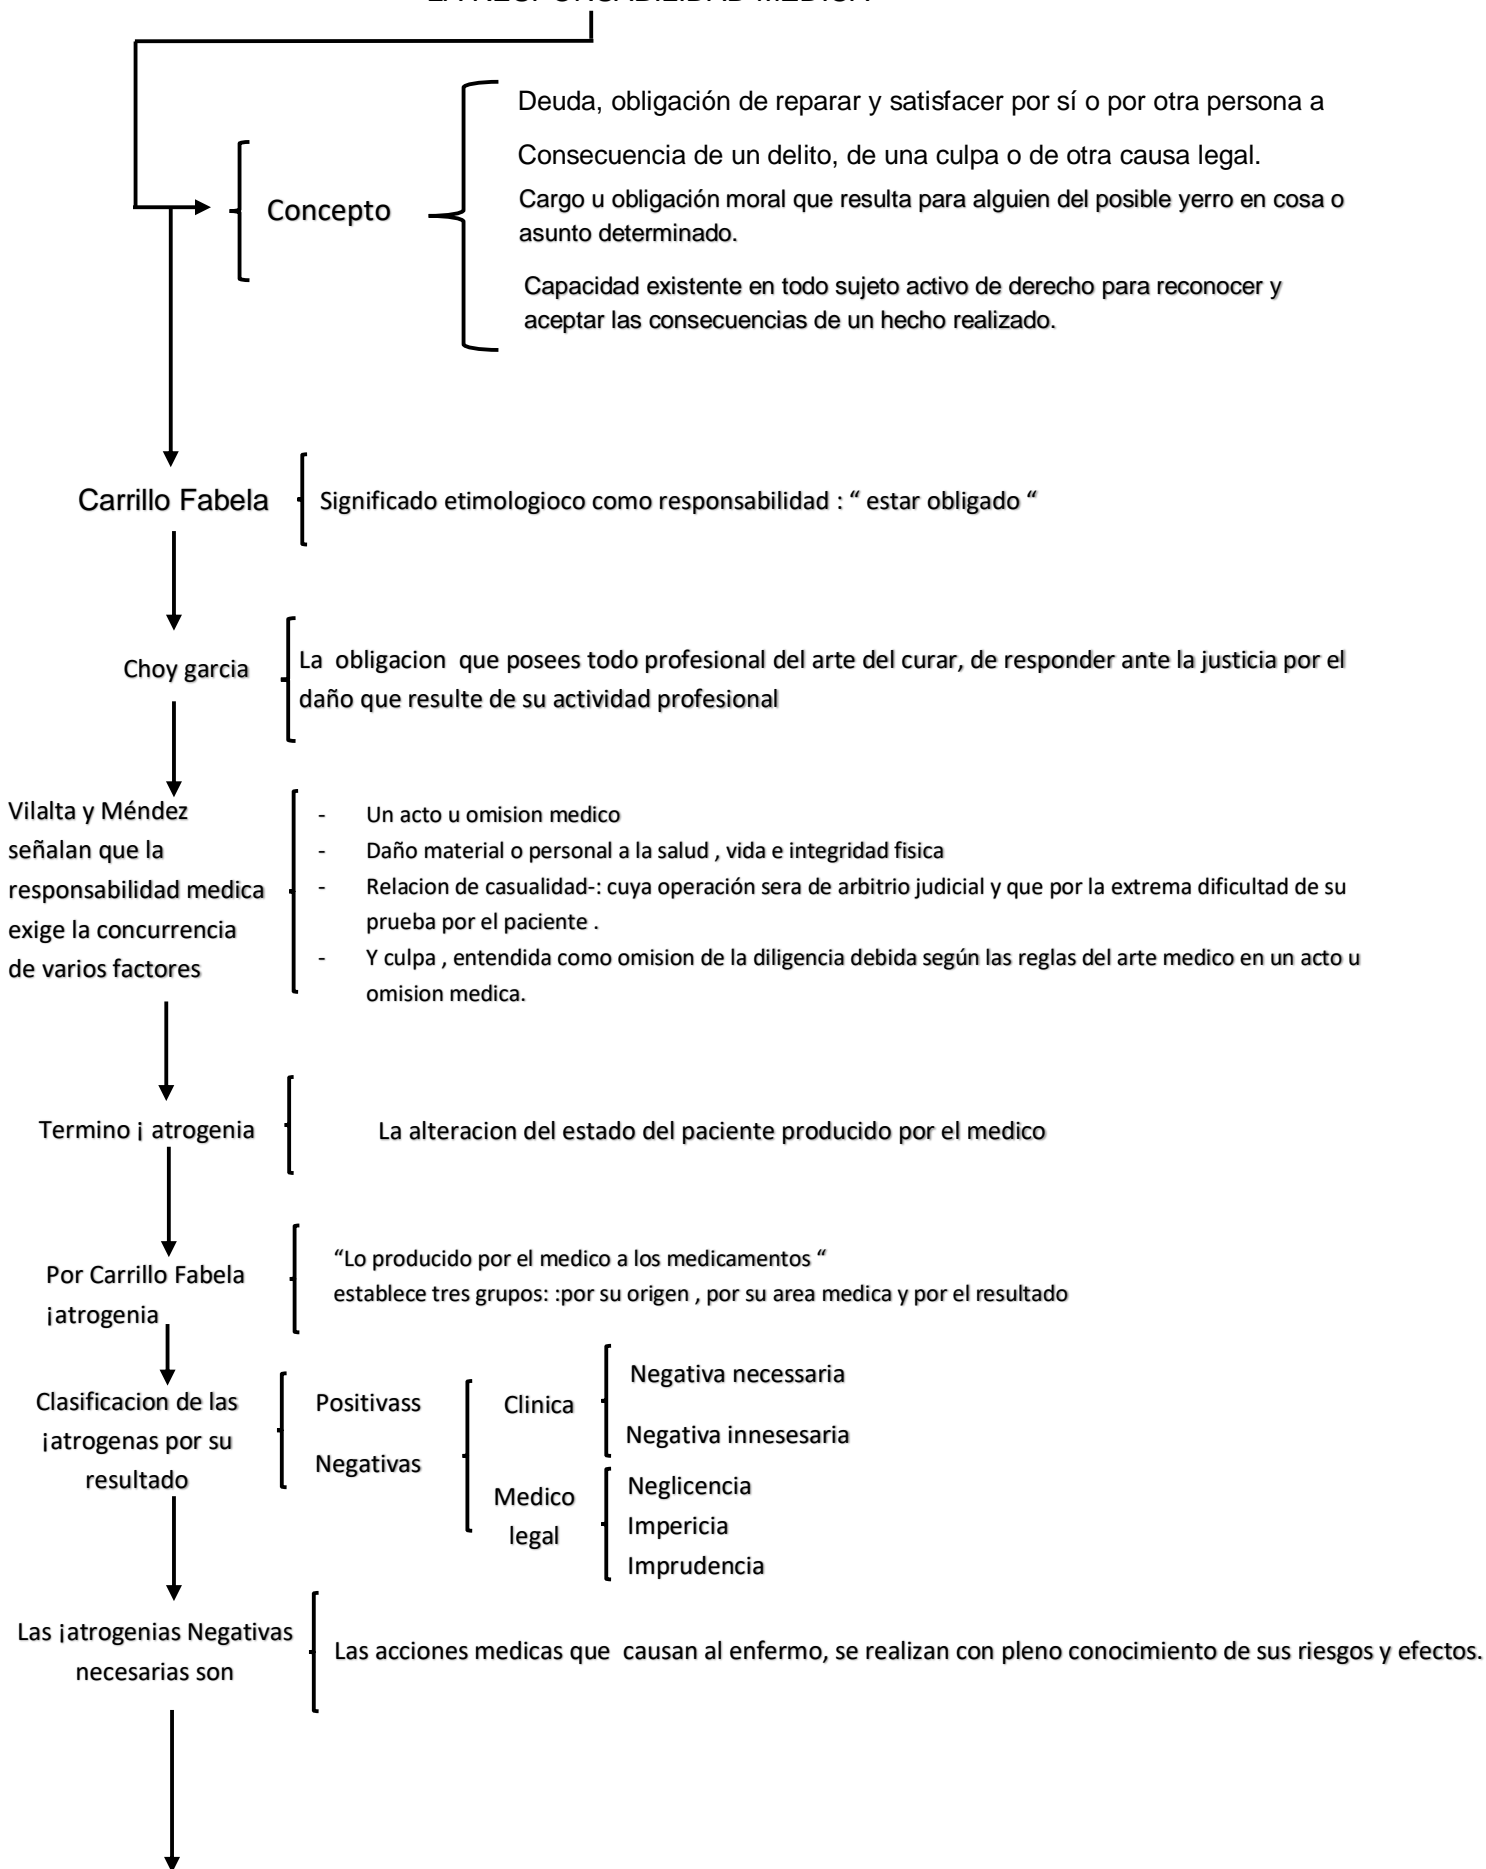 LA RESPONSABILIDAD MEDICA
Concepto
Deuda, obligación de reparar y satisfacer por sí o por otra persona a
Consecuencia de un delito, de una culpa o de otra causa legal.
Cargo u obligación moral que resulta para alguien del posible yerro en cosa o
asunto determinado.
Capacidad existente en todo sujeto activo de derecho para reconocer y
aceptar las consecuencias de un hecho realizado.
Carrillo Fabela
Significado etimologioco como responsabilidad : “ estar obligado “
Choy garcia
La obligacion que posees todo profesional del arte del curar, de responder ante la justicia por el
daño que resulte de su actividad profesional
Vilalta y Méndez
señalan que la
responsabilidad medica
exige la concurrencia
de varios factores
- Un acto u omision medico
- Daño material o personal a la salud , vida e integridad fisica
- Relacion de casualidad-: cuya operación sera de arbitrio judicial y que por la extrema dificultad de su
prueba por el paciente .
- Y culpa , entendida como omision de la diligencia debida según las reglas del arte medico en un acto u
omision medica.
Termino ¡ atrogenia
La alteracion del estado del paciente producido por el medico
Por Carrillo Fabela
¡atrogenia
“Lo producido por el medico a los medicamentos “
establece tres grupos: :por su origen , por su area medica y por el resultado
Clasificacion de las
¡atrogenas por su
resultado
Positivass
Negativas
Clinica
Negativa necessaria
Negativa innesesaria
Medico
legal
Neglicencia
Impericia
Imprudencia
Las ¡atrogenias Negativas
necesarias son
Las acciones medicas que causan al enfermo, se realizan con pleno conocimiento de sus riesgos y efectos.